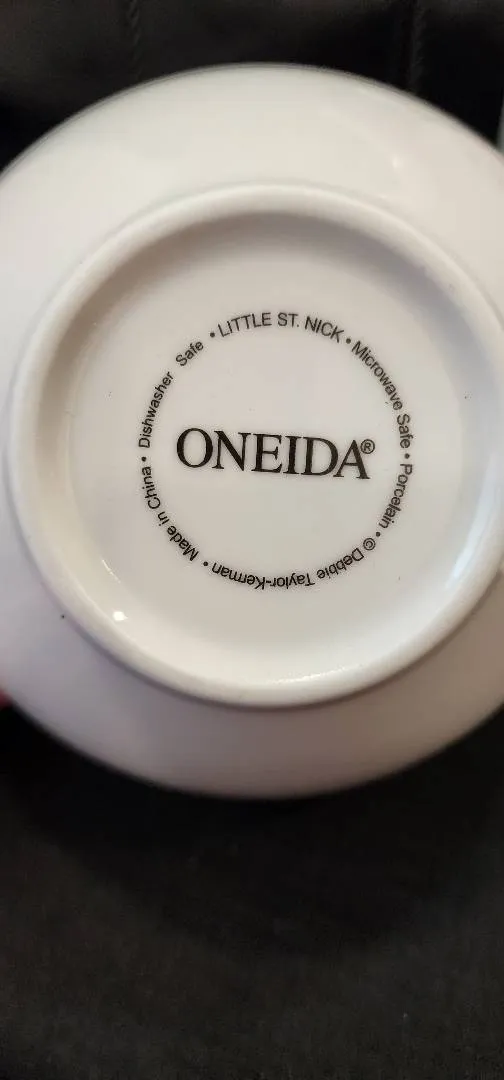 • LITTLE ST. NICK • Microwave Safe • Porcelain • © Debbie Taylor-Kerman • Made in China • Dishwasher Safe
ONEIDA®